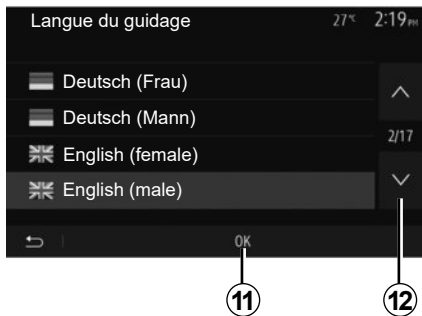 Langue du guidage 27°C 2:19PM
Deutsch (Frau)
Deutsch (Mann)
2/17
English (female)
English (male)
OK
11 12